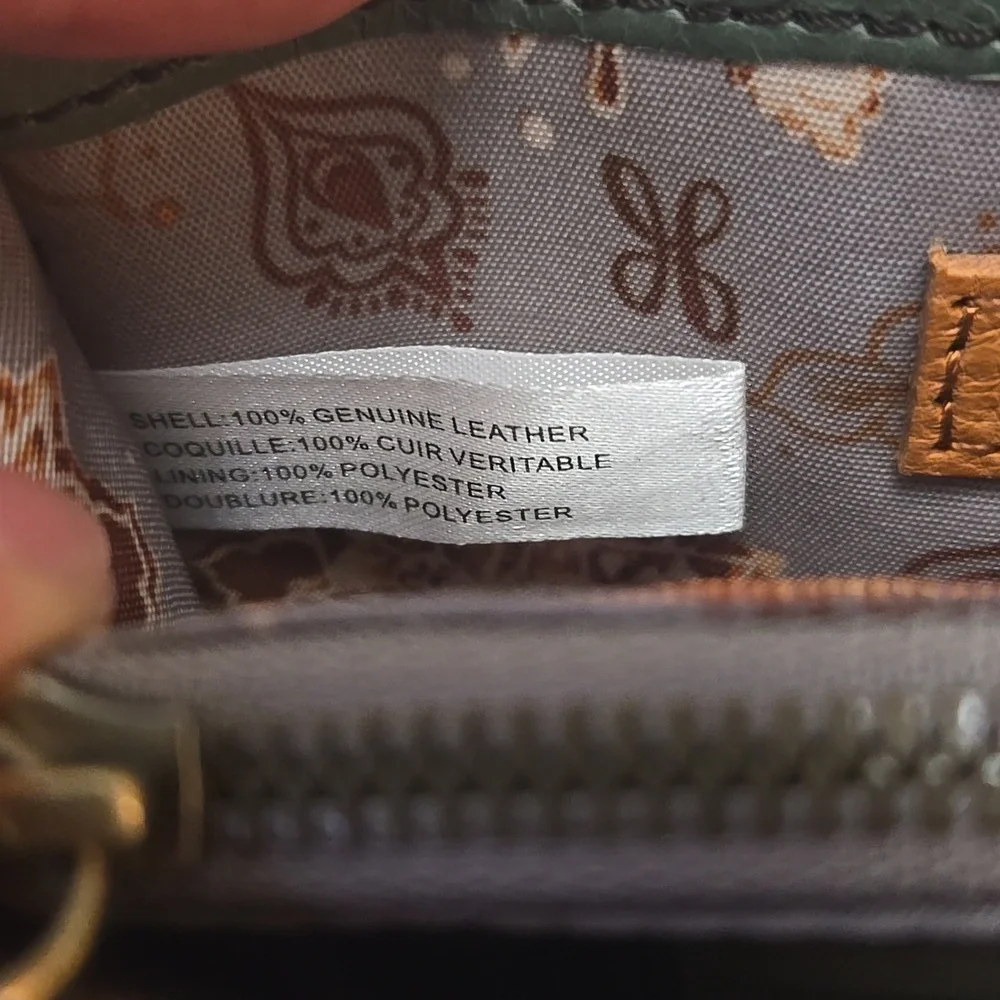 SHELL:100% GENUINE LEATHER
COQUILLE:100% CUIR VERITABLE
LINING:100% POLYESTER
DOUBLURE:100% POLYESTER